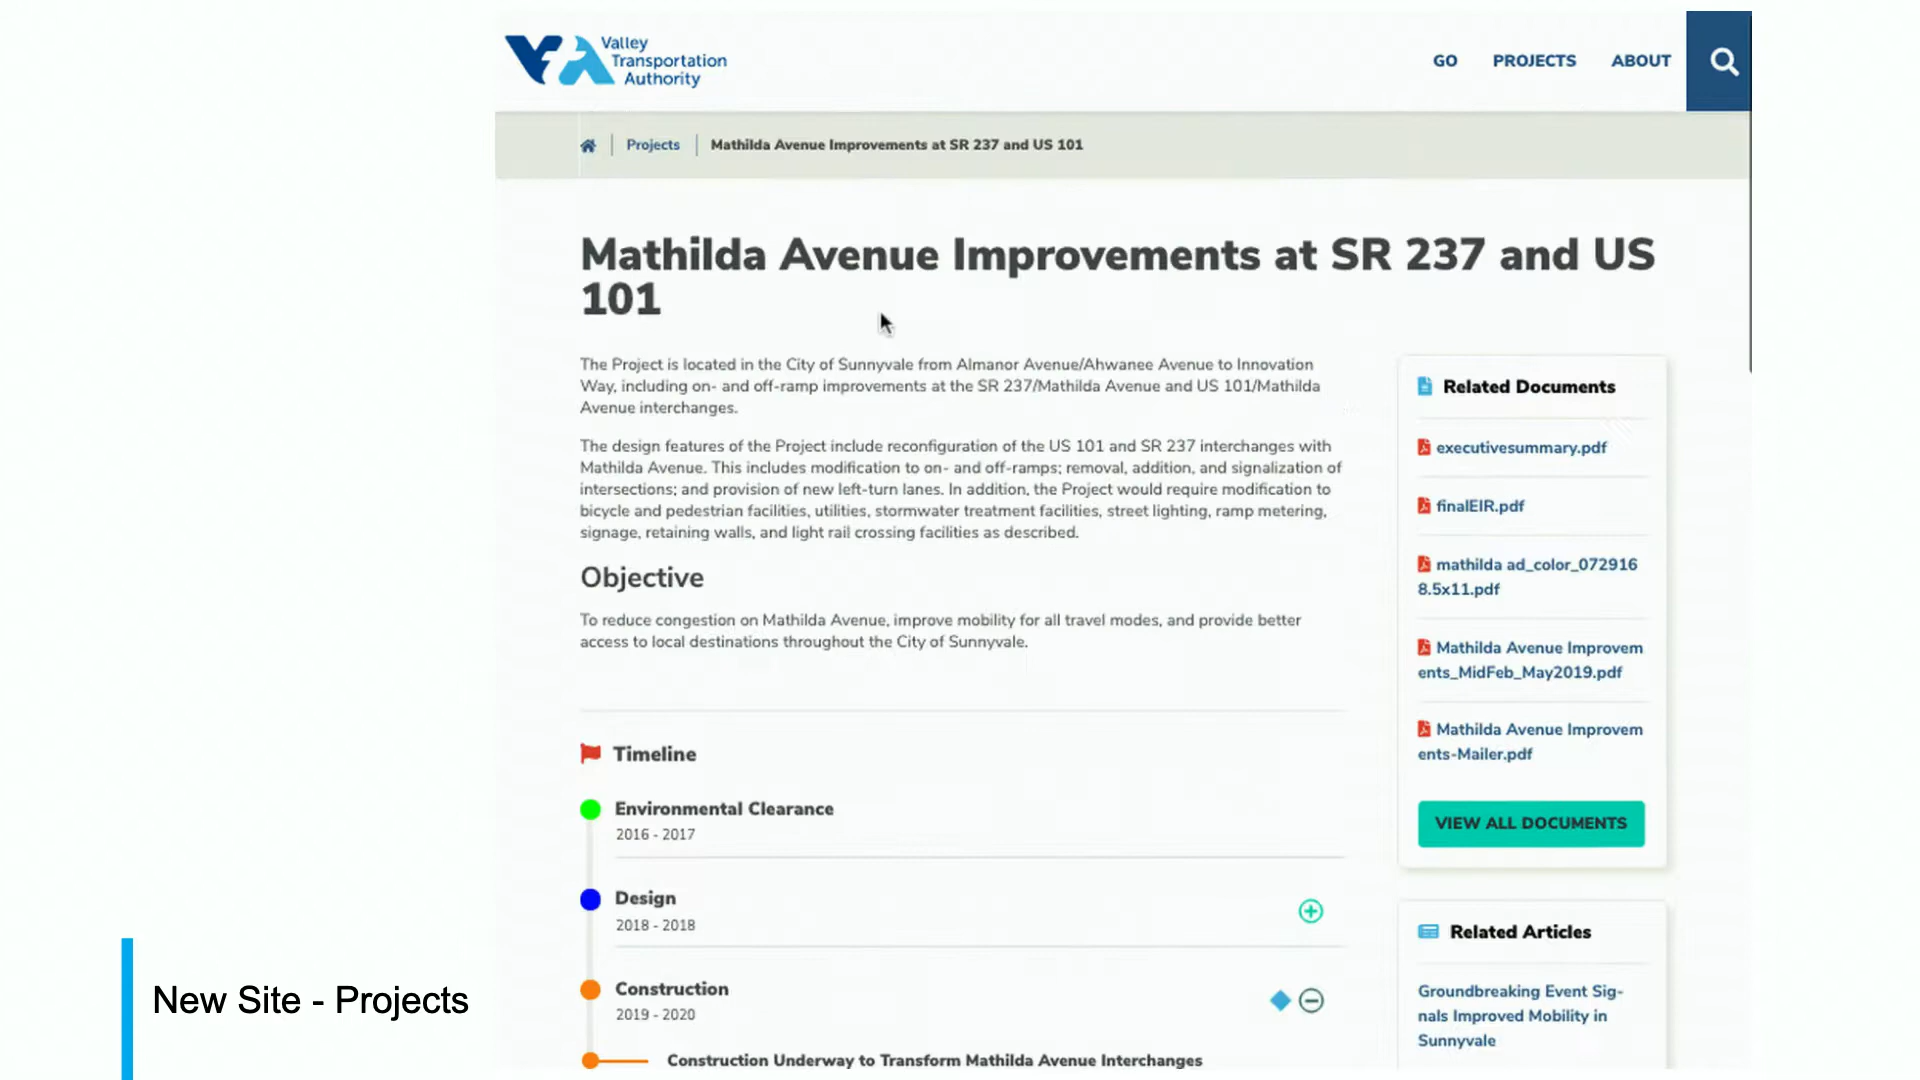 Valley
Transportation
Authority
GO
PROJECTS
ABOUT
Projects
Mathilda Avenue Improvements at SR 237 and US 101
Mathilda Avenue Improvements at SR 237 and US
101
The Project is located in the City of Sunnyvale from Almanor Avenue/Ahwanee Avenue to Innovation
Way, including on- and off-ramp improvements at the SR 237/Mathilda Avenue and US 101/Mathilda
Avenue interchanges.
The design features of the Project include reconfiguration of the US 101 and SR 237 interchanges with
Mathilda Avenue. This includes modification to on- and off-ramps; removal, addition, and signalization of
intersections; and provision of new left-turn lanes. In addition, the Project would require modification to
bicycle and pedestrian facilities, utilities, stormwater treatment facilities, street lighting, ramp metering,
signage, retaining walls, and light rail crossing facilities as described.
Objective
To reduce congestion on Mathilda Avenue, improve mobility for all travel modes, and provide better
access to local destinations throughout the City of Sunnyvale.
Timeline
Environmental Clearance
2016 - 2017
Design
2018 - 2018
Construction
2019 - 2020
Construction Underway to Transform Mathilda Avenue Interchanges
Related Documents
executivesummary.pdf
finalEIR.pdf
mathilda ad_color_072916
8.5x11.pdf
Mathilda Avenue Improvem
ents_MidFeb_May2019.pdf
Mathilda Avenue Improvem
ents-Mailer.pdf
VIEW ALL DOCUMENTS
Related Articles
Groundbreaking Event Sig-
nals Improved Mobility in
Sunnyvale
New Site - Projects